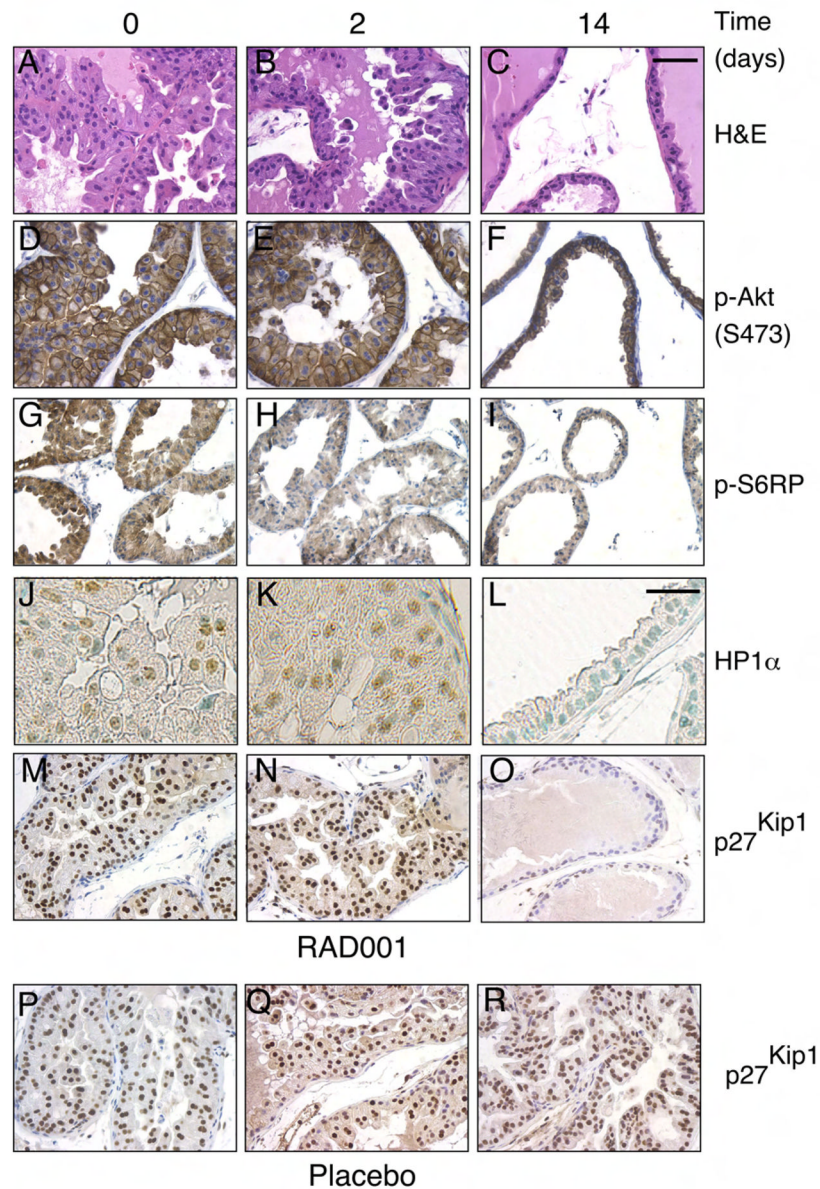 0 2 14 Time
(days)
A B C
H&E
D E F
p-Akt
(S473)
G H I
p-S6RP
J K L
HP1α
M N O
p27Kip1
RAD001
P Q R
p27Kip1
Placebo